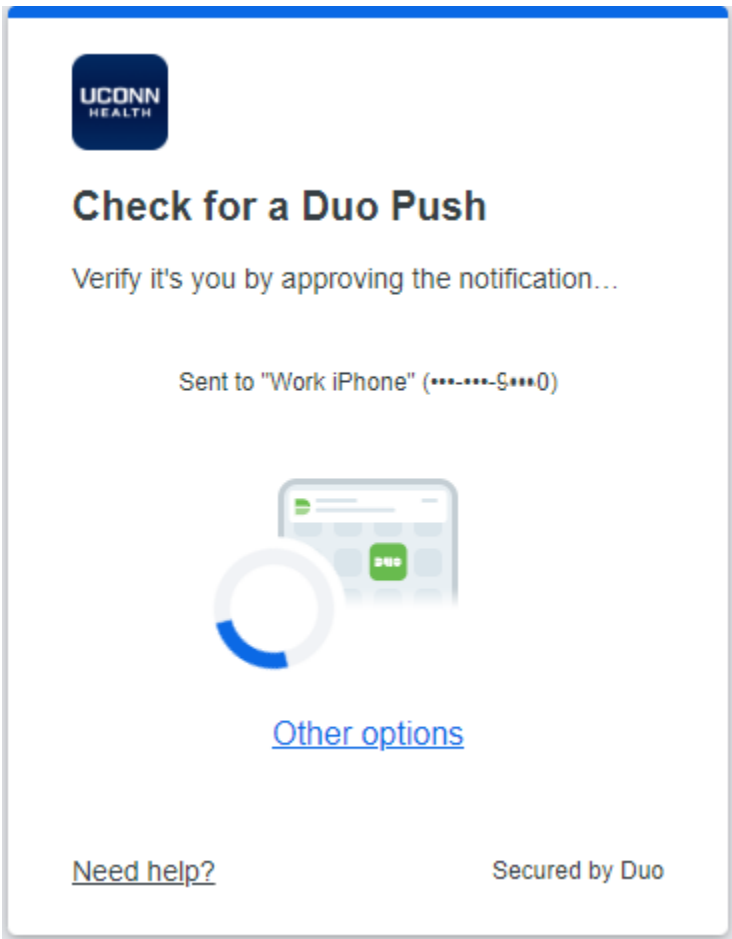 UCONN
HEALTH
Check for a Duo Push
Verify it's you by approving the notification...
Sent to "Work iPhone" (•••-•••-9•••0)
DUO
Other options
Need help?
Secured by Duo